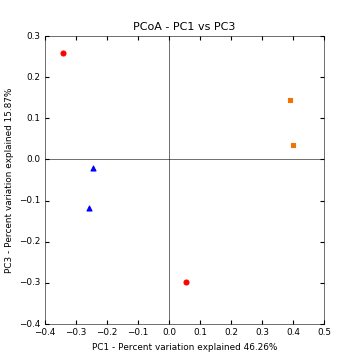 PCoA - PC1 vs PC3
0.3
0.2
0.1
0.0
−0.1
−0.2
−0.3
−0.4
PC3 - Percent variation explained 15.87%
−0.4 −0.3 −0.2 −0.1 0.0 0.1 0.2 0.3 0.4 0.5
PC1 - Percent variation explained 46.26%